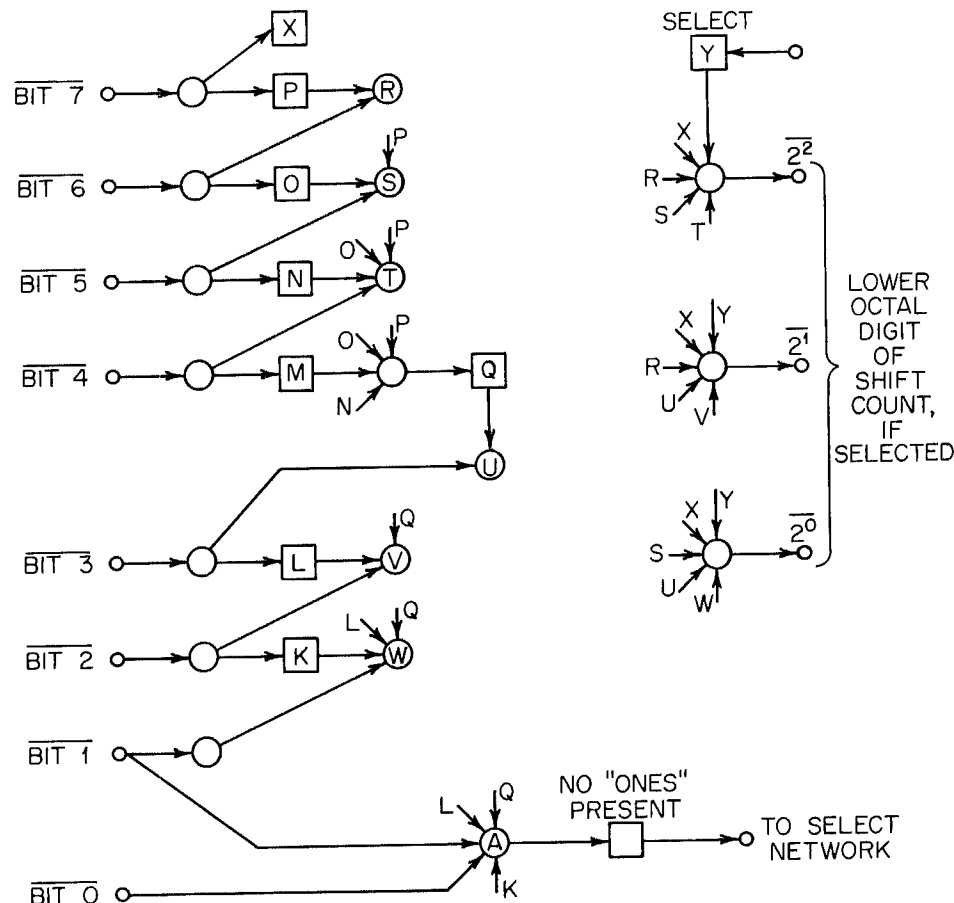 SELECT
X
Y
BIT 7
P
R
X
2²
P
R
BIT 6
O
S
S
T
P
O
BIT 5
N
T
LOWER
OCTAL
DIGIT
OF
SHIFT
COUNT,
IF
SELECTED
X
Y
2¹
P
O
R
BIT 4
M
Q
N
U
V
U
X
Y
2⁰
Q
S
BIT 3
L
V
U
W
Q
L
BIT 2
K
W
BIT 1
NO "ONES"
PRESENT
Q
L
A
TO SELECT
NETWORK
K
BIT 0